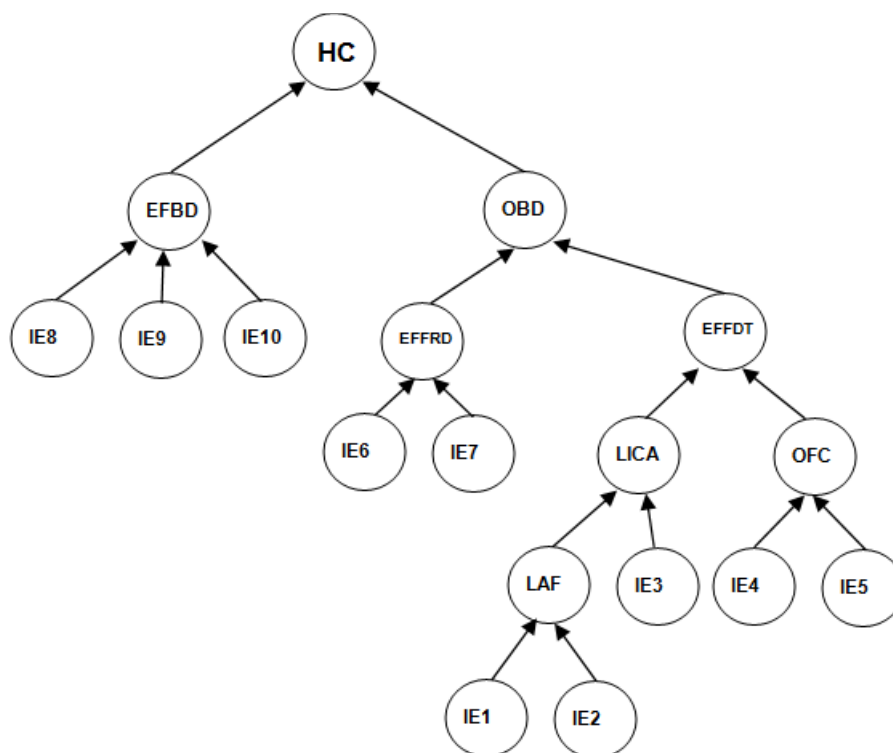 HC
EFBD
OBD
IE8
IE9
IE10
EFFRD
EFFDT
IE6
IE7
LICA
OFC
LAF
IE3
IE4
IE5
IE1
IE2